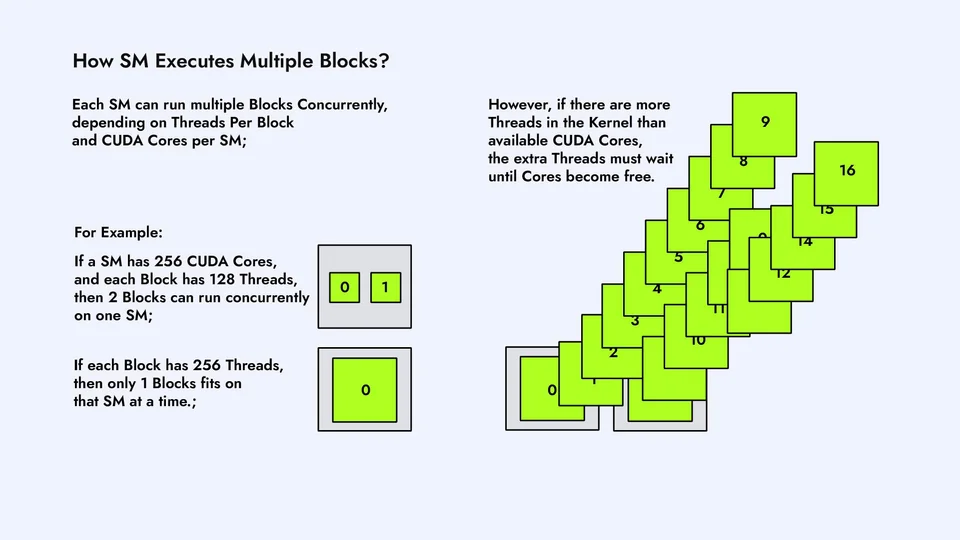 How SM Executes Multiple Blocks?
Each SM can run multiple Blocks Concurrently,
depending on Threads Per Block
and CUDA Cores per SM;
For Example:
If a SM has 256 CUDA Cores,
and each Block has 128 Threads,
then 2 Blocks can run concurrently
on one SM;
0 1
If each Block has 256 Threads,
then only 1 Blocks fits on
that SM at a time.;
0
However, if there are more
Threads in the Kernel than
available CUDA Cores,
the extra Threads must wait
until Cores become free.
9
8
7
6
5
4
3
2
0
16
15
14
12
11
10